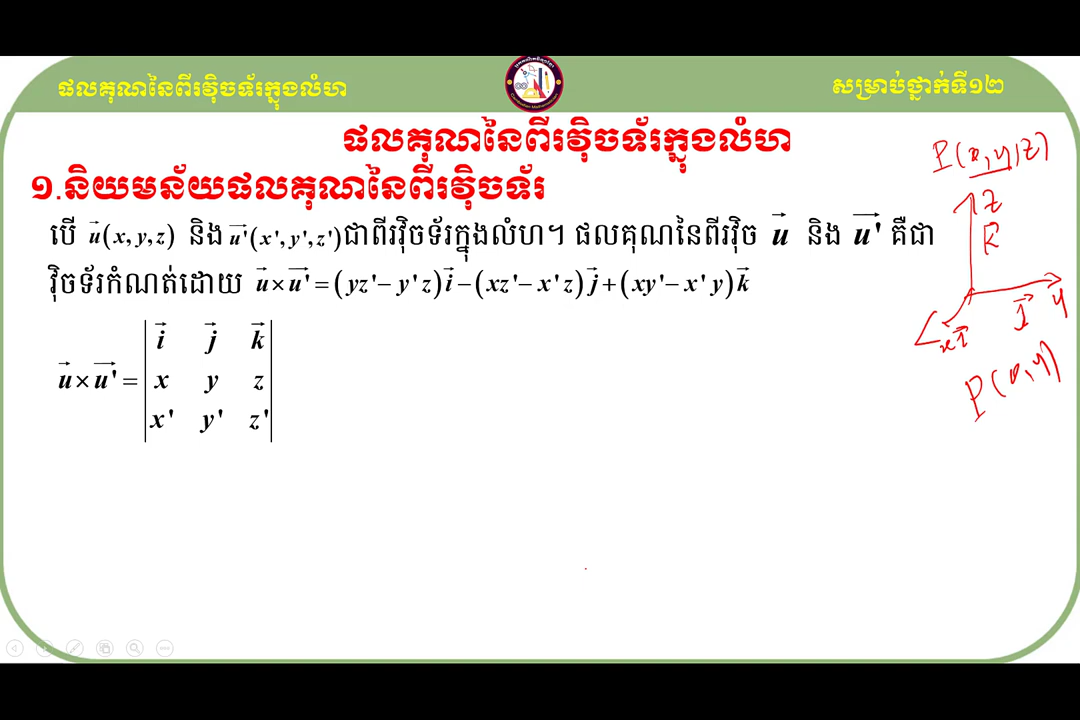 ផលគុណនៃពីរវ៉ិចទ័រក្នុងលំហ
សម្រាប់ថ្នាក់ទី១២
ផលគុណនៃពីរវ៉ិចទ័រក្នុងលំហ
១.និយមន័យផលគុណនៃពីរវ៉ិចទ័រ
បើ u⃗(x, y, z) និង u'⃗(x', y', z')ជាពីរវ៉ិចទ័រក្នុងលំហ។ ផលគុណនៃពីរវ៉ិច u⃗ និង u'⃗ គឺជា
វ៉ិចទ័រកំណត់ដោយ u⃗ × u'⃗ = (yz' − y'z)i⃗ − (xz' − x'z)j⃗ + (xy' − x'y)k⃗
i⃗ j⃗ k⃗
u⃗ × u'⃗ = x y z
x' y' z'
P(x, y, z)
z
k⃗
y
j⃗
x i⃗
P(x, y)